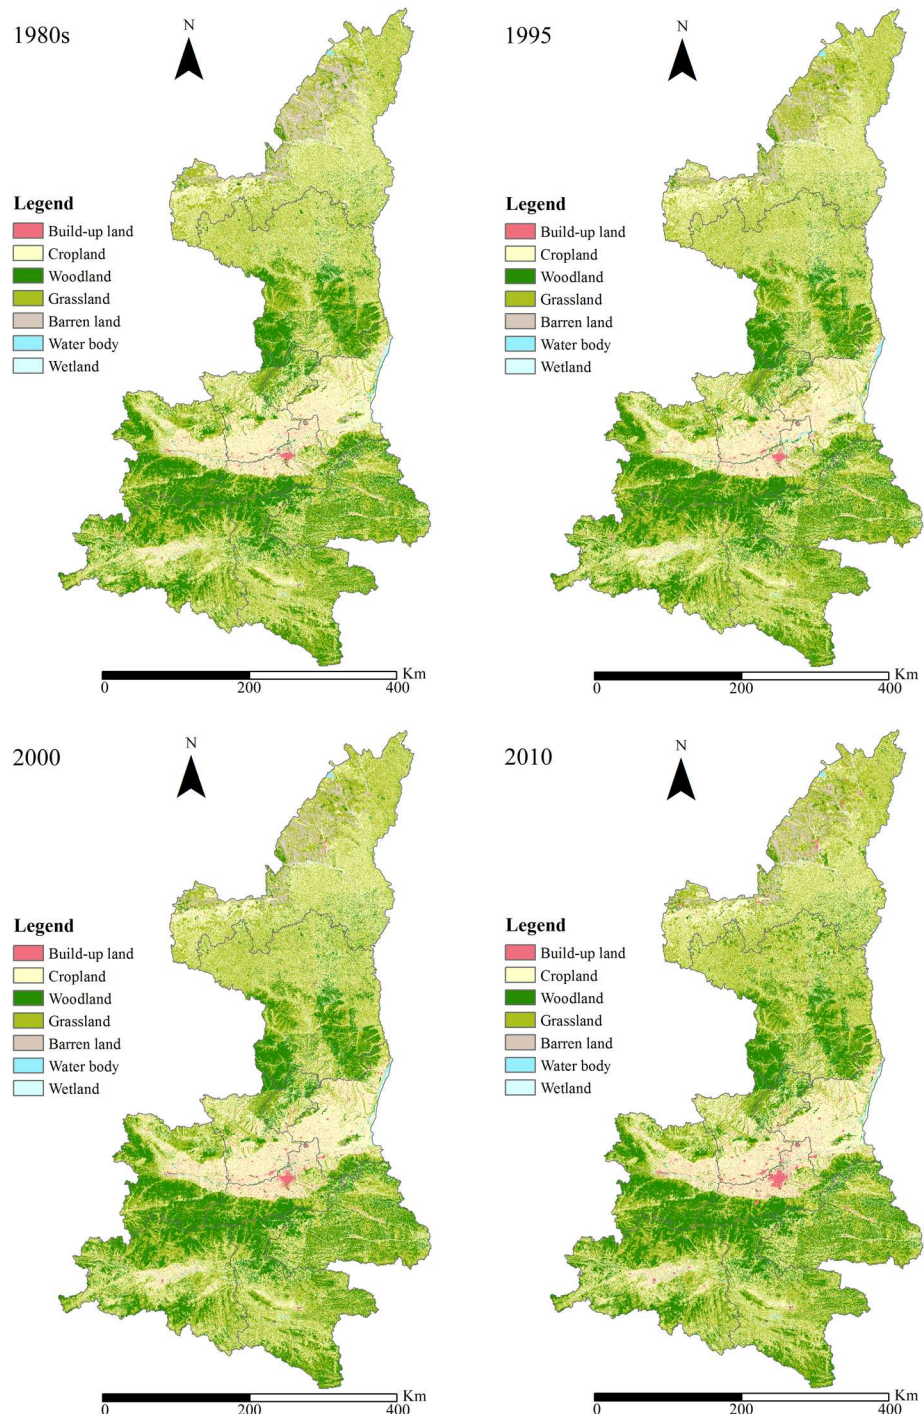 1980s
N
Legend
Build-up land
Cropland
Woodland
Grassland
Barren land
Water body
Wetland
0 200 400 Km
1995
N
Legend
Build-up land
Cropland
Woodland
Grassland
Barren land
Water body
Wetland
0 200 400 Km
2000
N
Legend
Build-up land
Cropland
Woodland
Grassland
Barren land
Water body
Wetland
0 200 400 Km
2010
N
Legend
Build-up land
Cropland
Woodland
Grassland
Barren land
Water body
Wetland
0 200 400 Km